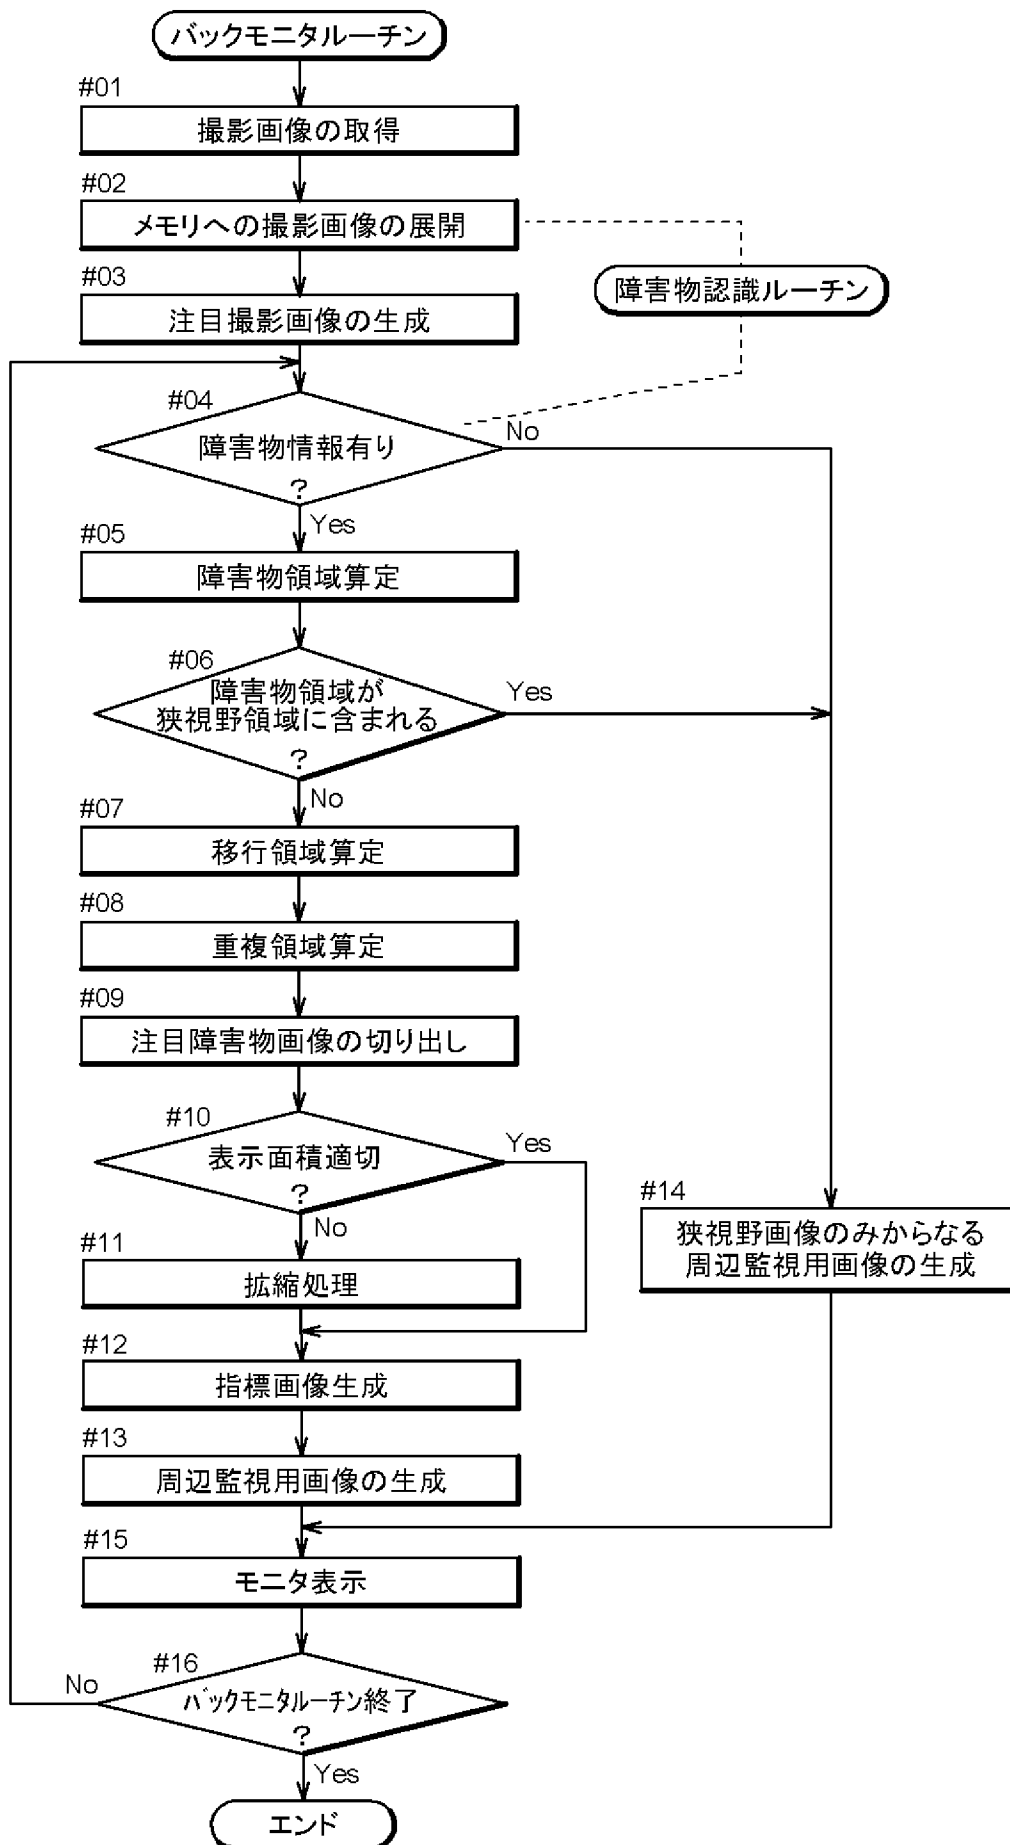 バックモニタルーチン
#01
撮影画像の取得
#02
メモリへの撮影画像の展開
障害物認識ルーチン
#03
注目撮影画像の生成
#04
障害物情報有り
?
No
Yes
#05
障害物領域算定
#06
障害物領域が
狭視野領域に含まれる
?
Yes
No
#07
移行領域算定
#08
重複領域算定
#09
注目障害物画像の切り出し
#10
表示面積適切
?
Yes
No
#11
拡縮処理
#14
狭視野画像のみからなる
周辺監視用画像の生成
#12
指標画像生成
#13
周辺監視用画像の生成
#15
モニタ表示
#16
バックモニタルーチン終了
?
No
Yes
エンド